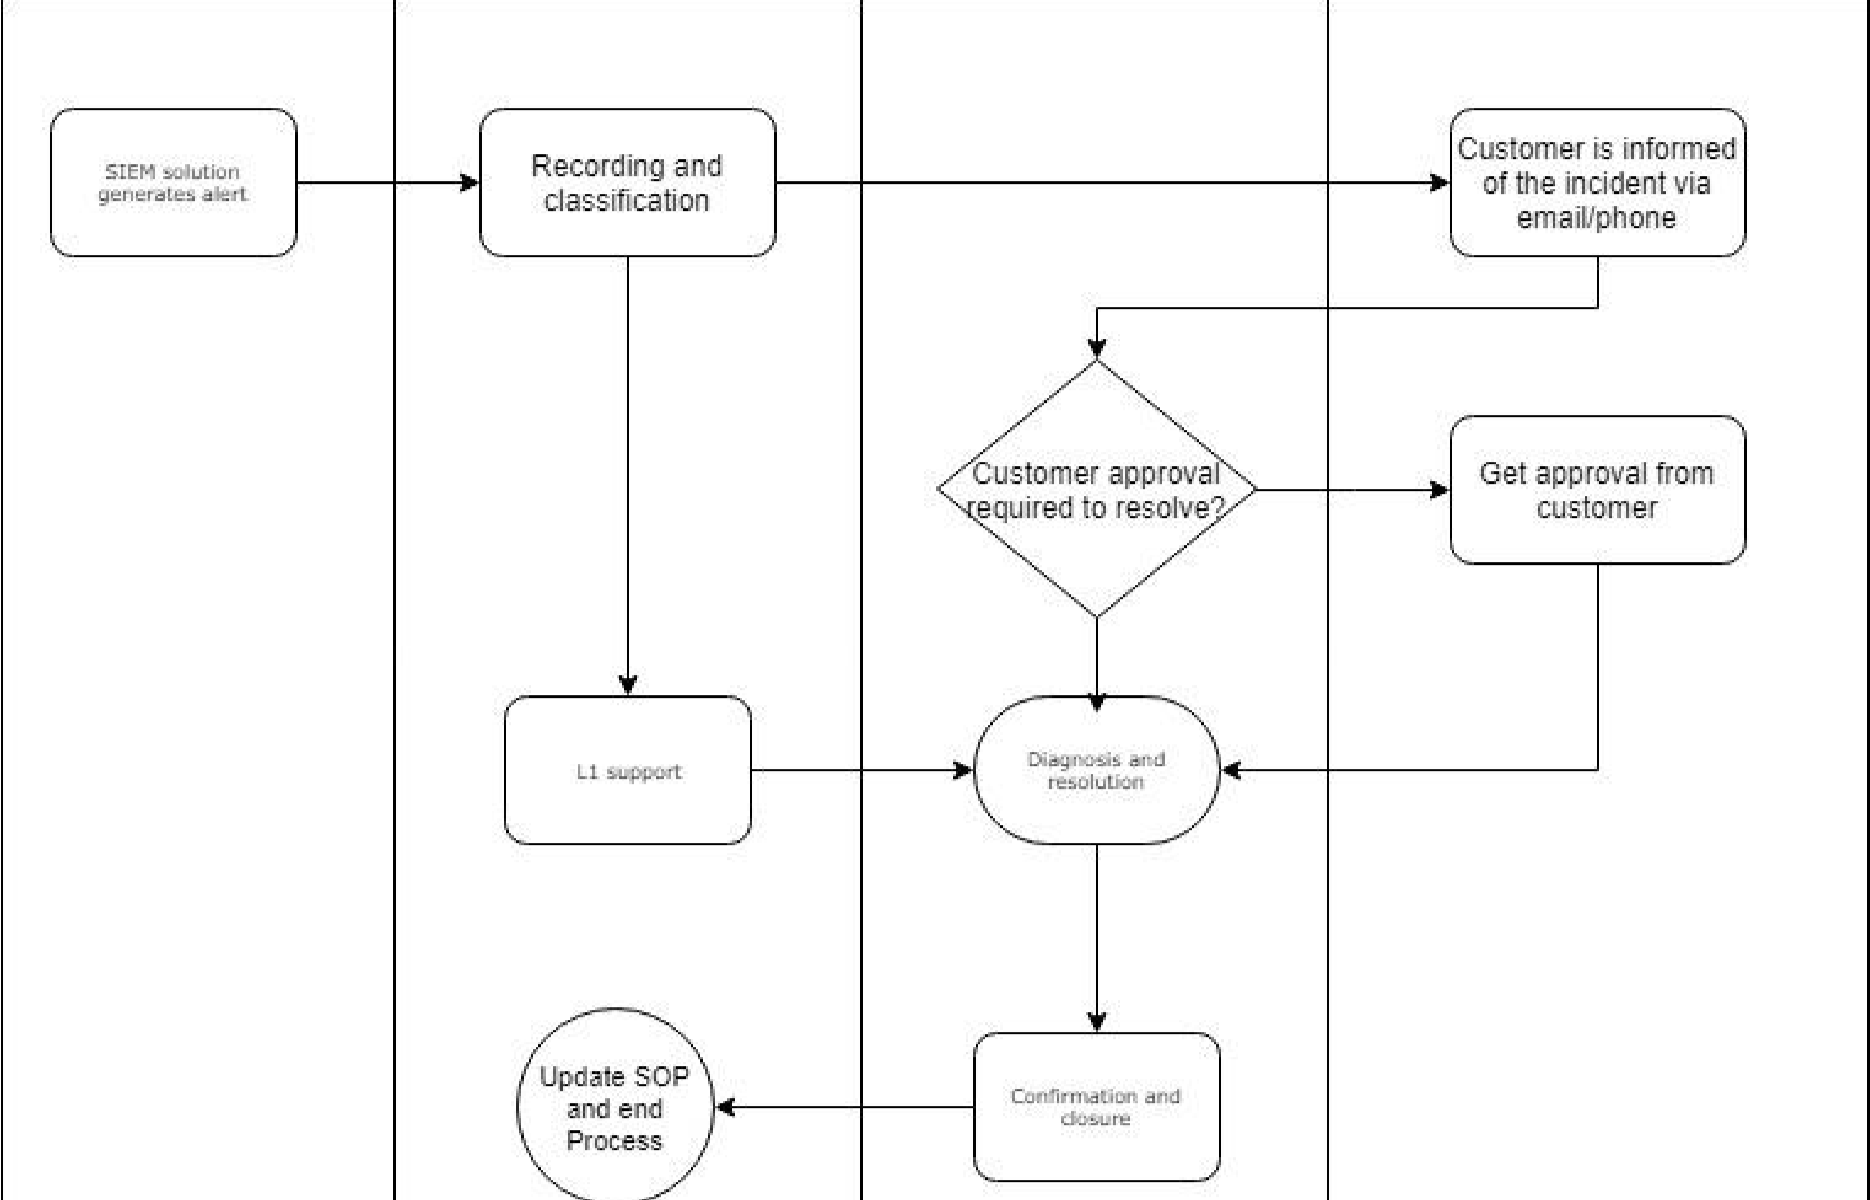 SIEM solution
generates alert
Recording and
classification
Customer is informed
of the incident via
email/phone
Customer approval
required to resolve?
Get approval from
customer
L1 support
Diagnosis and
resolution
Update SOP
and end
Process
Confirmation and
closure